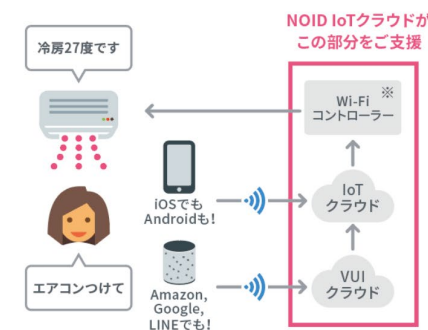 NOID IoTクラウドが
この部分をご支援
冷房27度です
Wi-Fi ※
コントローラー
iOSでも
Androidも!
IoT
クラウド
エアコンつけて
Amazon,
Google,
LINEでも!
VUI
クラウド